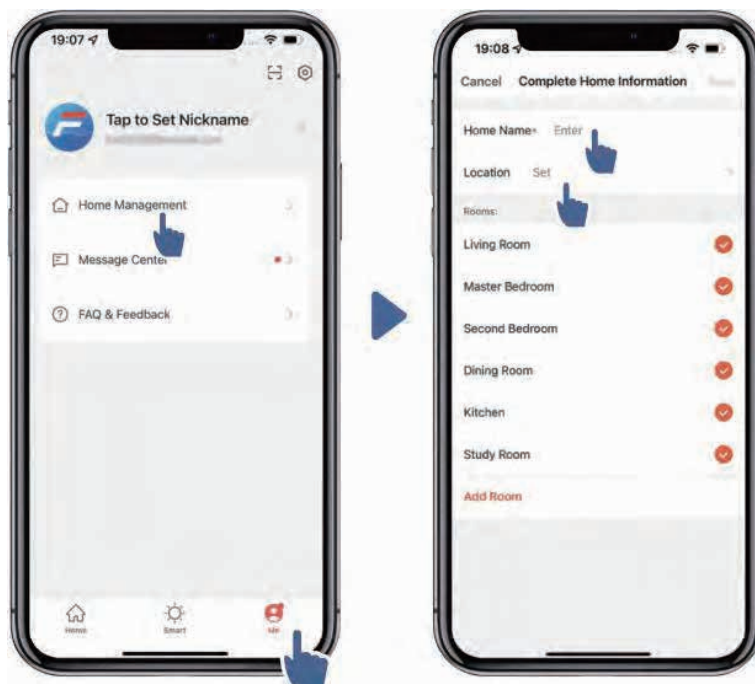 19:07
Tap to Set Nickname
Home Management
Message Center
FAQ & Feedback
Home
Smart
Me
19:08
Cancel Complete Home Information
Home Name* Enter
Location Set
Rooms:
Living Room
Master Bedroom
Second Bedroom
Dining Room
Kitchen
Study Room
Add Room